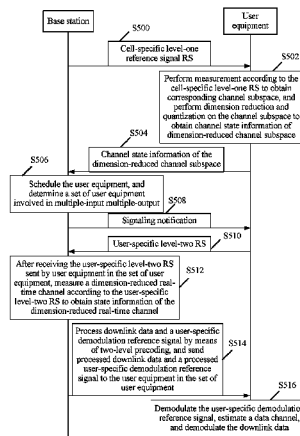 Base station
User
equipment
S500
Cell-specific level-one
reference signal RS
S502
Perform measurement according to the
cell-specific level-one RS to obtain
corresponding channel subspace, and
perform dimension reduction and
quantization on the channel subspace to
obtain channel state information of
dimension-reduced channel subspace
S504
Channel state information of the
dimension-reduced channel
subspace
S506
Schedule the user equipment, and
determine a set of user equipment
involved in multiple-input multiple-output
S508
Signaling notification
S510
User-specific level-two RS
After receiving the user-specific level-two RS
sent by user equipment in the set of user
equipment, measure a dimension-reduced real-
time channel according to the user-specific
level-two RS to obtain state information of
the dimension-reduced real-time channel
S512
Process downlink data and a user-specific
demodulation reference signal by means
of two-level precoding, and send
processed downlink data and a processed
user-specific demodulation reference
signal to the user equipment in the set of
user equipment
S514
S516
Demodulate the user-specific demodulatio
reference signal, estimate a data channel,
and demodulate the downlink data